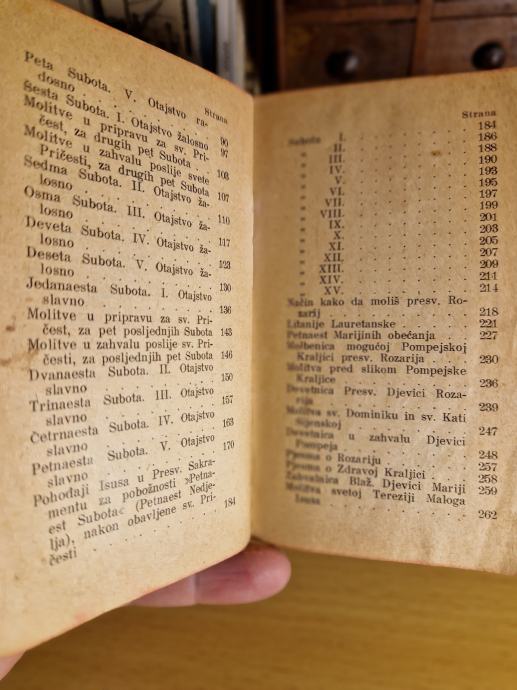 Strana
Peta Subota. V. Otajstvo ra-
dosno . . . 90
Šesta Subota. I. Otajstvo žalosno 97
Molitve u pripravu za sv. Pri-
čest, za drugih pet Subota . . 103
Molitve u zahvalu poslije svete
Pričesti, za drugih pet Subota 107
Sedma Subota. II. Otajstvo ža-
losno . . . 110
Osma Subota. III. Otajstvo ža-
losno . . . 117
Deveta Subota. IV. Otajstvo ža-
losno . . . 123
Deseta Subota. V. Otajstvo ža-
losno . . . 130
Jedanaesta Subota. I. Otajstvo
slavno . . . 136
Molitve u pripravu za sv. Pri-
čest, za pet posljednjih Subota 143
Molitve u zahvalu poslije sv. Pri-
česti, za posljednjih pet Subota 146
Dvanaesta Subota. II. Otajstvo
slavno . . . 150
Trinaesta Subota. III. Otajstvo
slavno . . . 157
Četrnaesta Subota. IV. Otajstvo
slavno . . . 163
Petnaesta Subota. V. Otajstvo
slavno . . . 170
Pohođaji Isusa u Presv. Sakra-
mentu za pobožnosti »Petna-
est Subota« (Petnaest Nedje-
lja), nakon obavljene sv. Pri-
česti . . . 184
Strana
Subota I. . . . 184
„ II. . . . 186
„ III. . . . 188
„ IV. . . . 190
„ V. . . . 193
„ VI. . . . 195
„ VII. . . . 197
„ VIII. . . . 199
„ IX. . . . 201
„ X. . . . 203
„ XI. . . . 205
„ XII. . . . 207
„ XIII. . . . 209
„ XIV. . . . 211
„ XV. . . . 214
Način kako da moliš presv. Ro-
zarij . . . 218
Litanije Lauretanske . . . 221
Petnaest Marijinih obećanja . 227
Molbenica mogućoj Pompejskoj
Kraljici presv. Rozarija . . 230
Molitva pred slikom Pompejske
Kraljice . . . 236
Devetnica Presv. Djevici Roza-
rija . . . 239
Molitva sv. Dominiku i sv. Kati
Sijenskoj . . . 247
Devetnica u zahvalu Djevici
Pompeja . . . 248
Pjesma o Rozariju . . . 257
Pjesma o Zdravoj Kraljici . . 258
Zahvalnica Blaž. Djevici Mariji 259
Molitva svetoj Tereziji Maloga
Isusa . . . 262